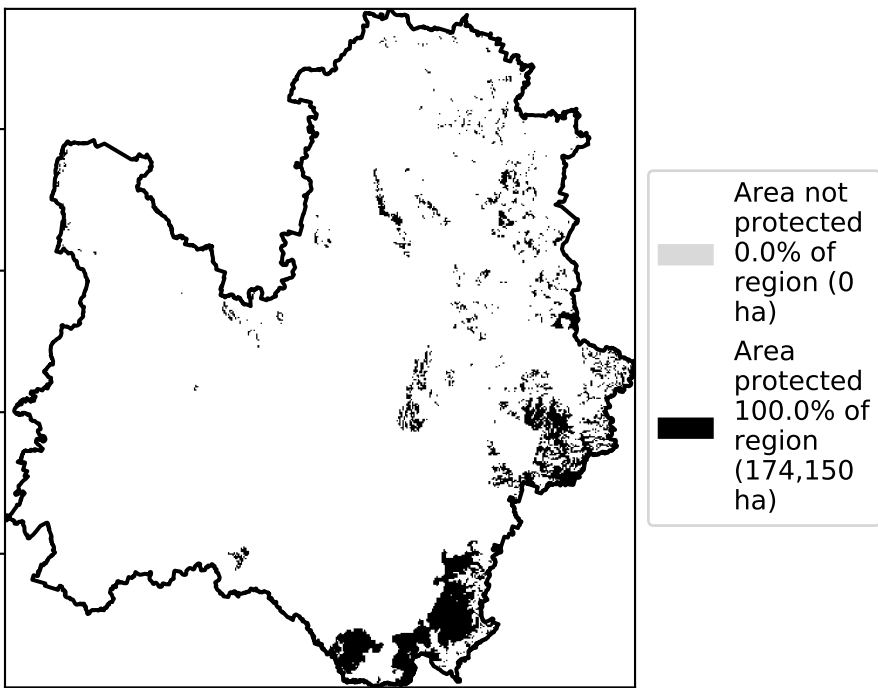 Area not
protected
0.0% of
region (0
ha)
Area
protected
100.0% of
region
(174,150
ha)